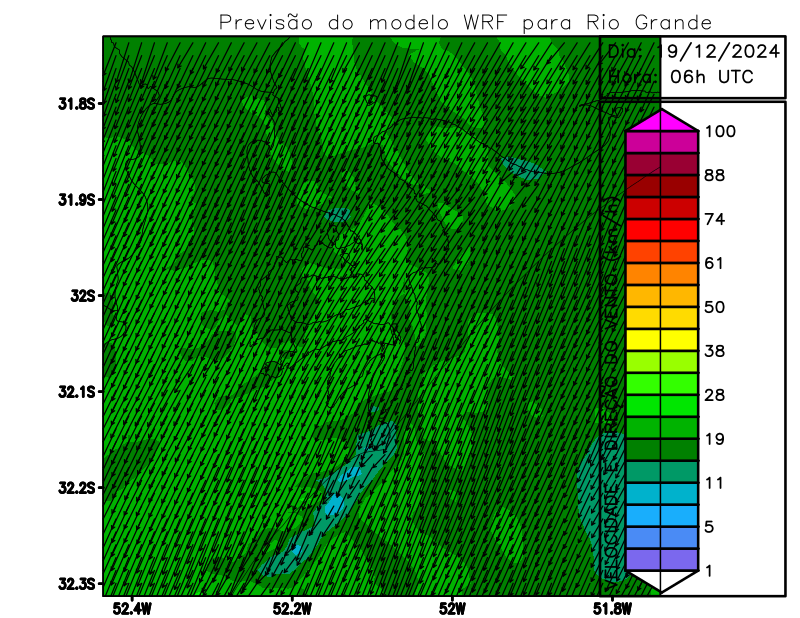 Previsão do modelo WRF para Rio Grande
Dia: 19/12/2024
Hora: 06h UTC
VELOCIDADE E DIREÇÃO DO VENTO (km/h)
100
88
74
61
50
38
28
19
11
5
1
31.8S
31.9S
32S
32.1S
32.2S
32.3S
52.4W
52.2W
52W
51.8W